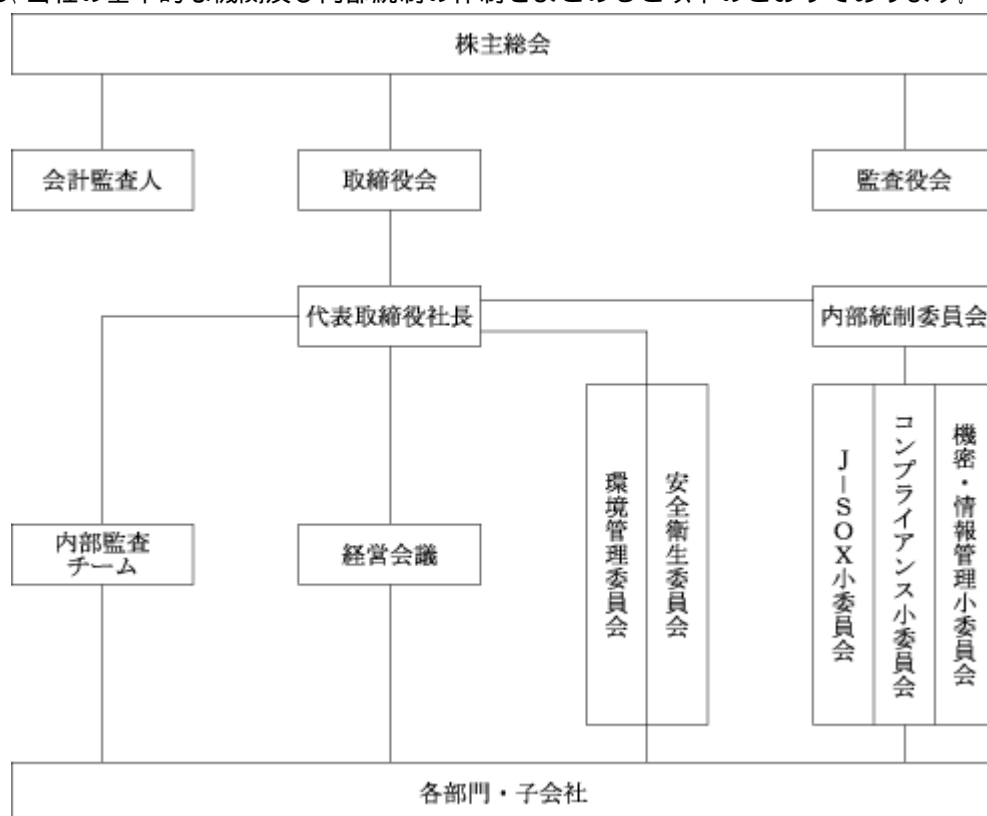 当社の基本的な機関及び内部統制の体制をまとめると以下のとおりであります。
株主総会
会計監査人
取締役会
監査役会
代表取締役社長
内部統制委員会
環境管理委員会
安全衛生委員会
J−SOX小委員会
コンプライアンス小委員会
機密・情報管理小委員会
内部監査
チーム
経営会議
各部門・子会社